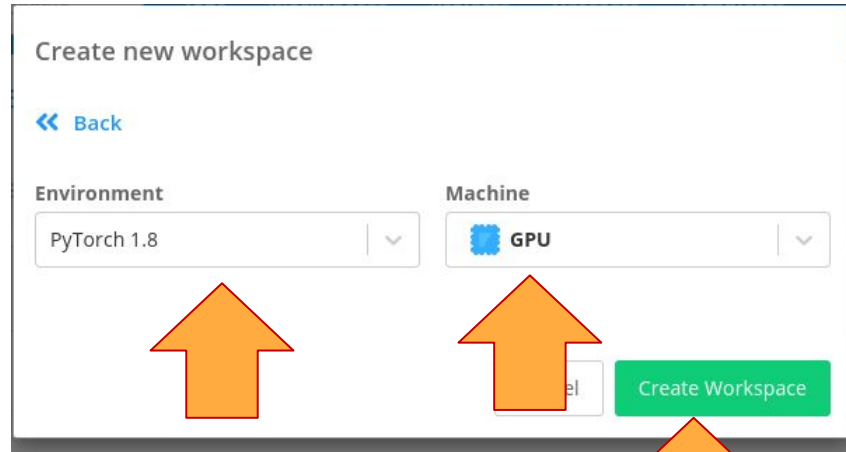 Create new workspace
Back
Environment Machine
PyTorch 1.8 GPU
Create Workspace